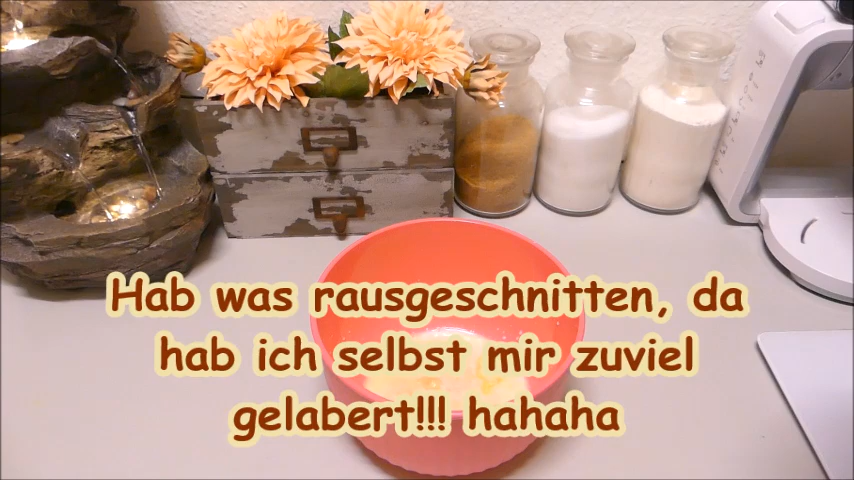 Hab was rausgeschnitten, da
hab ich selbst mir zuviel
gelabert!!! hahaha